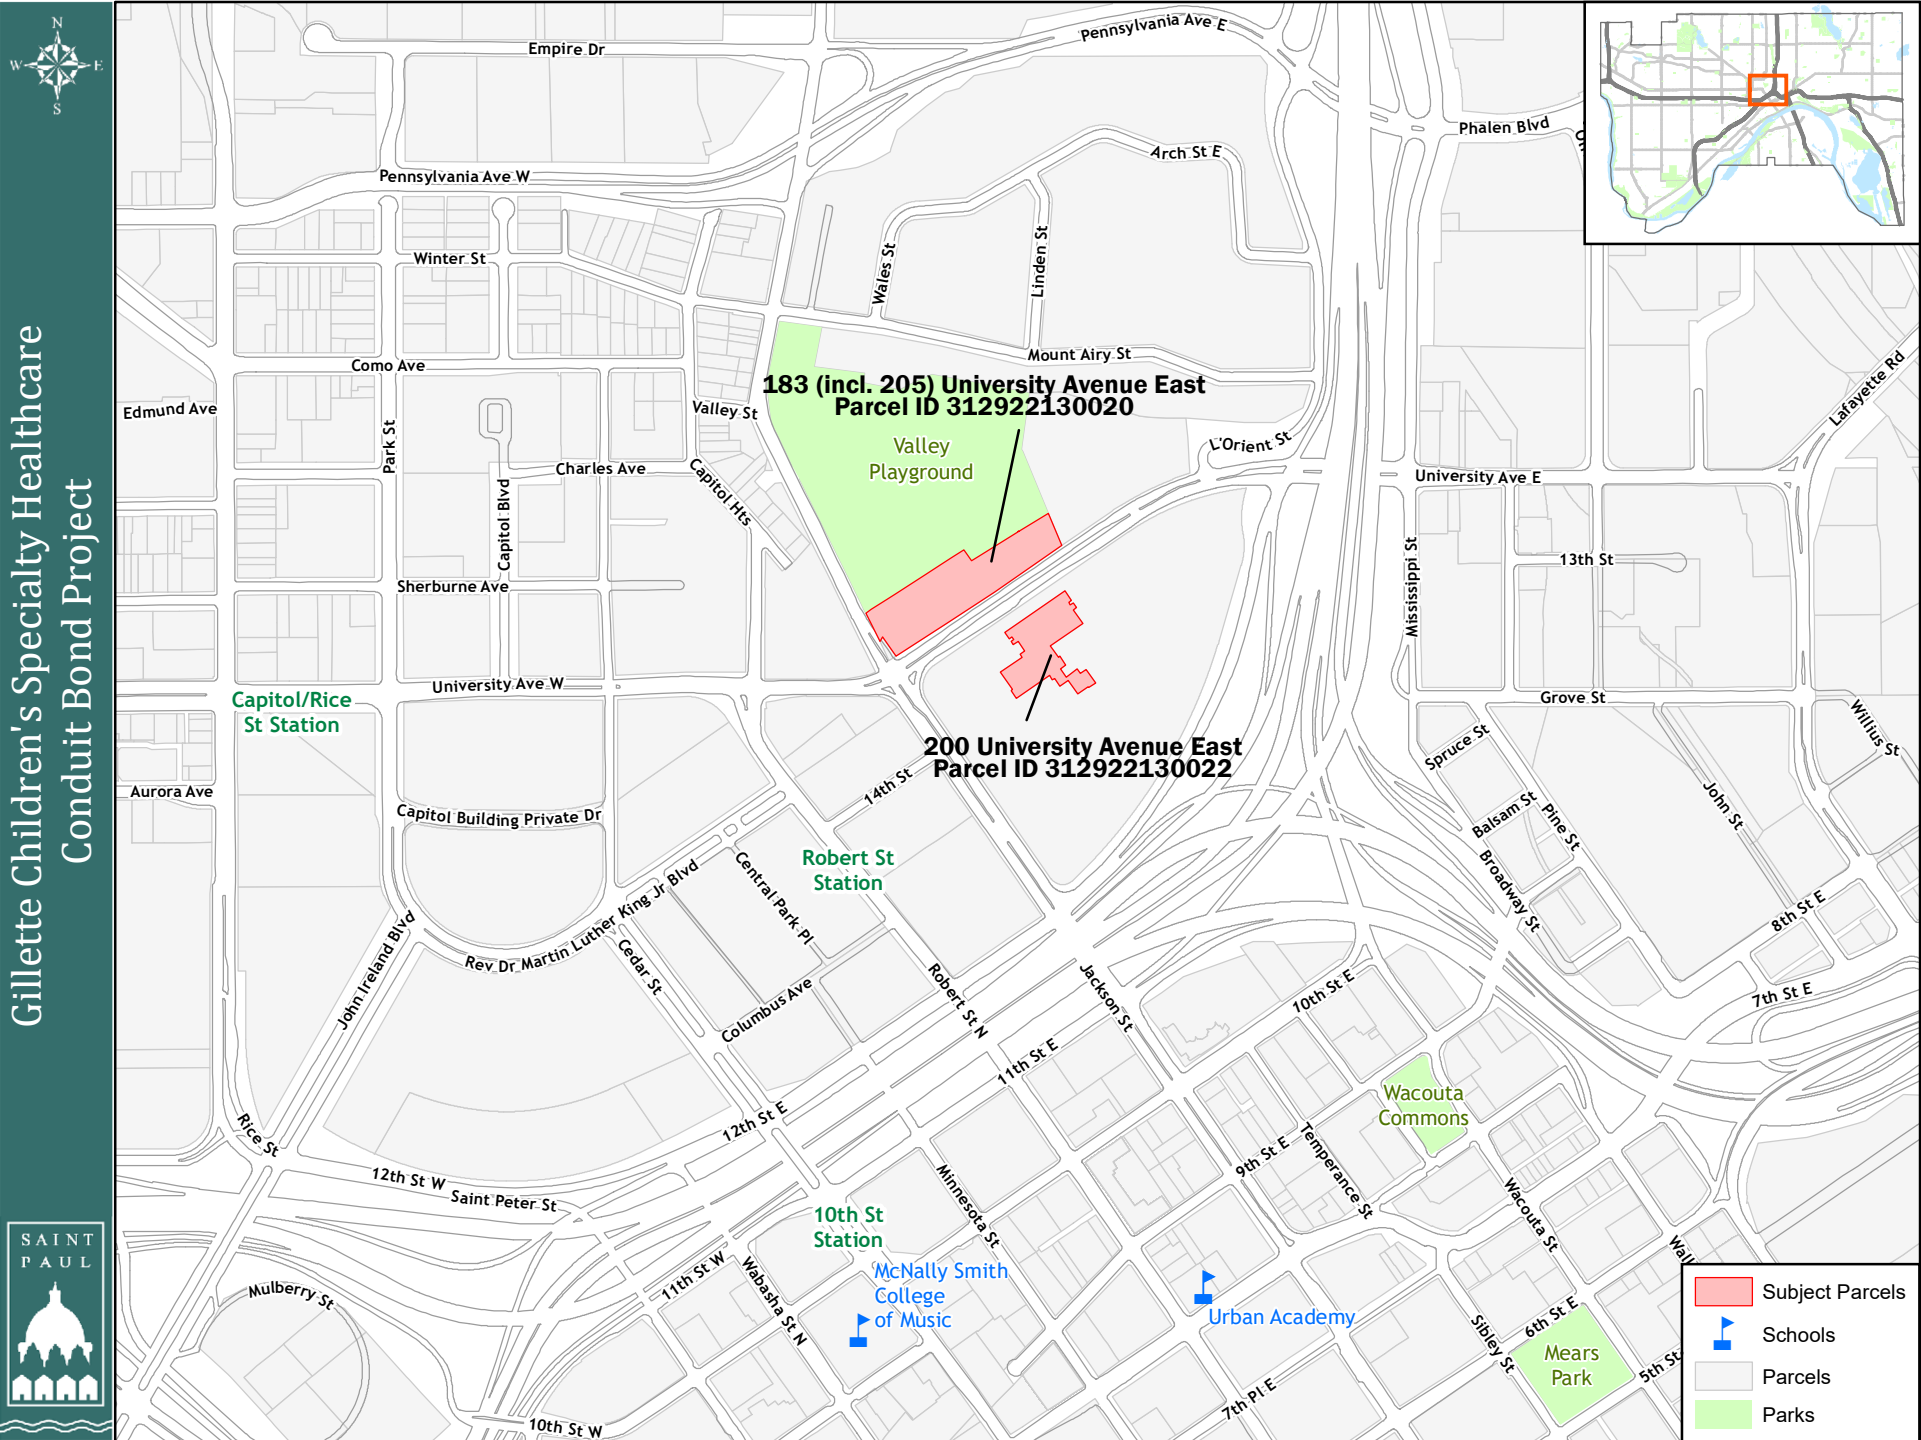 N
W
E
S
Gillette Children's Specialty Healthcare
Conduit Bond Project
SAINT
PAUL
Empire Dr
Pennsylvania Ave E
Phalen Blvd
Arch St E
Pennsylvania Ave W
Wales St
Linden St
Winter St
Mount Airy St
Como Ave
Edmund Ave
Valley St
183 (incl. 205) University Avenue East
Parcel ID 312922130020
Lafayette Rd
Park St
Valley
Playground
L'Orient St
Charles Ave
Capitol Hts
University Ave E
Capitol Blvd
13th St
Mississippi St
Sherburne Ave
University Ave W
Capitol/Rice
St Station
Grove St
Willius St
Spruce St
200 University Avenue East
Parcel ID 312922130022
Aurora Ave
14th St
Capitol Building Private Dr
Balsam St
Pine St
John St
Robert St
Station
Central Park Pl
Broadway St
Rev Dr Martin Luther King Jr Blvd
8th St E
John Ireland Blvd
Cedar St
Columbus Ave
Robert St N
Jackson St
10th St E
7th St E
11th St E
Wacouta
Commons
12th St E
Rice St
9th St E
Temperance St
12th St W
Saint Peter St
Minnesota St
Wacouta St
10th St
Station
11th St W
Wabasha St N
McNally Smith
College
of Music
Mulberry St
Urban Academy
Sibley St
6th St E
Mears
Park
5th St
7th Pl E
10th St W
Subject Parcels
Schools
Parcels
Parks